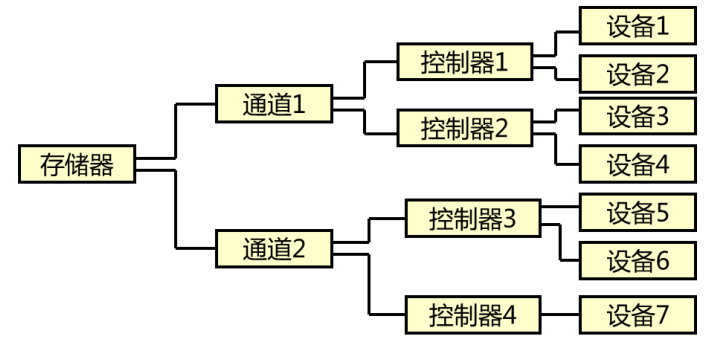 存储器
通道1
控制器1
设备1
设备2
控制器2
设备3
设备4
通道2
控制器3
设备5
设备6
控制器4
设备7